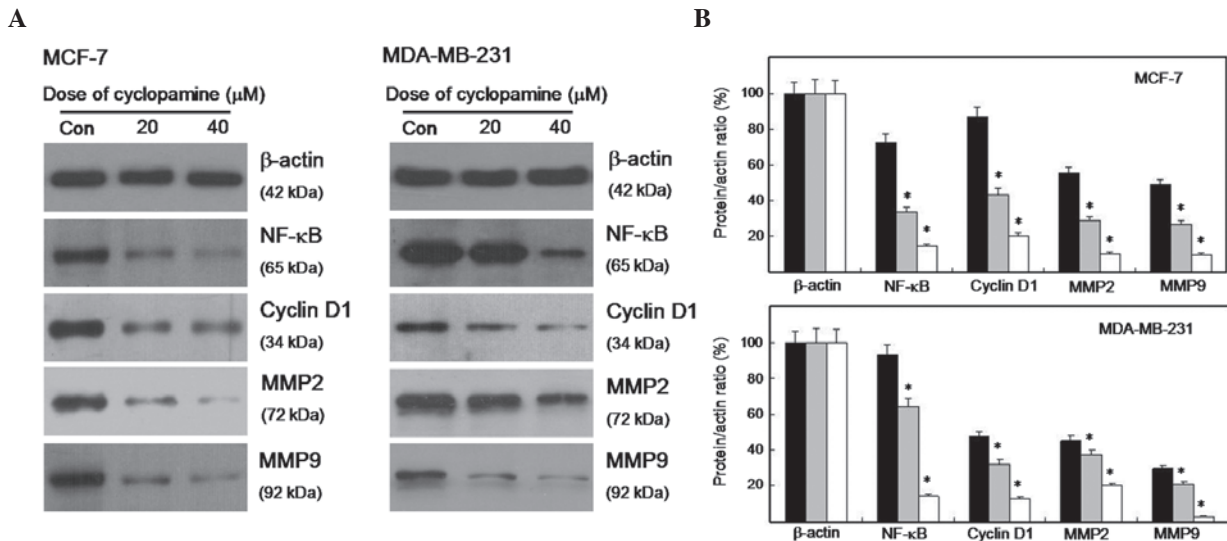 A
MCF-7
Dose of cyclopamine (μM)
Con 20 40
β-actin
(42 kDa)
NF-κB
(65 kDa)
Cyclin D1
(34 kDa)
MMP2
(72 kDa)
MMP9
(92 kDa)
MDA-MB-231
Dose of cyclopamine (μM)
Con 20 40
β-actin
(42 kDa)
NF-κB
(65 kDa)
Cyclin D1
(34 kDa)
MMP2
(72 kDa)
MMP9
(92 kDa)
B
MCF-7
Protein/actin ratio (%)
100
80
60
40
20
* * * * * * * *
β-actin NF-κB Cyclin D1 MMP2 MMP9
MDA-MB-231
Protein/actin ratio (%)
100
80
60
40
20
* * * * * * * *
β-actin NF-κB Cyclin D1 MMP2 MMP9